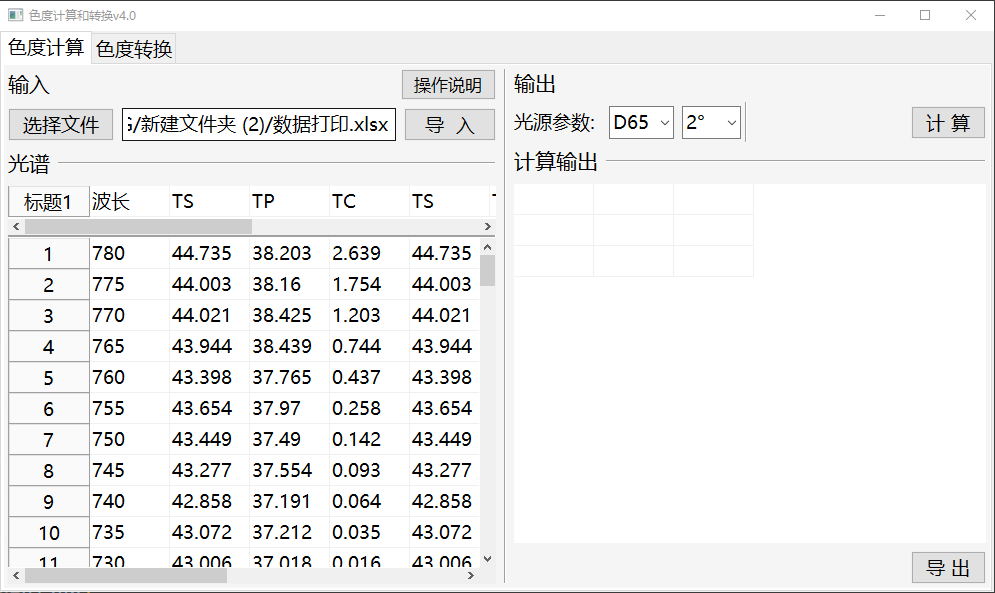 色度计算和转换v4.0
色度计算 色度转换
输入 操作说明
选择文件 /新建文件夹 (2)/数据打印.xlsx 导 入
光谱
标题1 波长 TS TP TC TS
1 780 44.735 38.203 2.639 44.735
2 775 44.003 38.16 1.754 44.003
3 770 44.021 38.425 1.203 44.021
4 765 43.944 38.439 0.744 43.944
5 760 43.398 37.765 0.437 43.398
6 755 43.654 37.97 0.258 43.654
7 750 43.449 37.49 0.142 43.449
8 745 43.277 37.554 0.093 43.277
9 740 42.858 37.191 0.064 42.858
10 735 43.072 37.212 0.035 43.072
11 730 43.006 37.018 0.016 43.006
输出
光源参数: D65 2° 计 算
计算输出
导 出